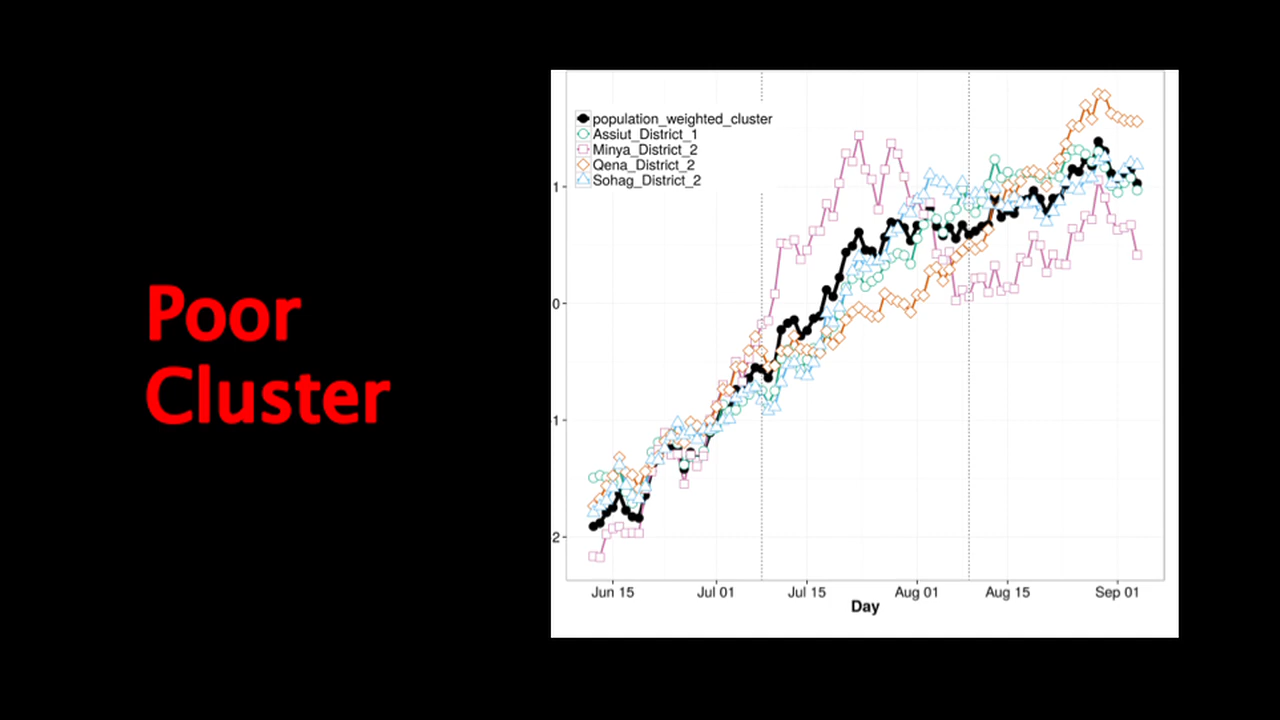 Poor
Cluster
population_weighted_cluster
Assiut_District_1
Minya_District_2
Qena_District_2
Sohag_District_2
1
0
1
2
Jun 15 Jul 01 Jul 15 Aug 01 Aug 15 Sep 01
Day